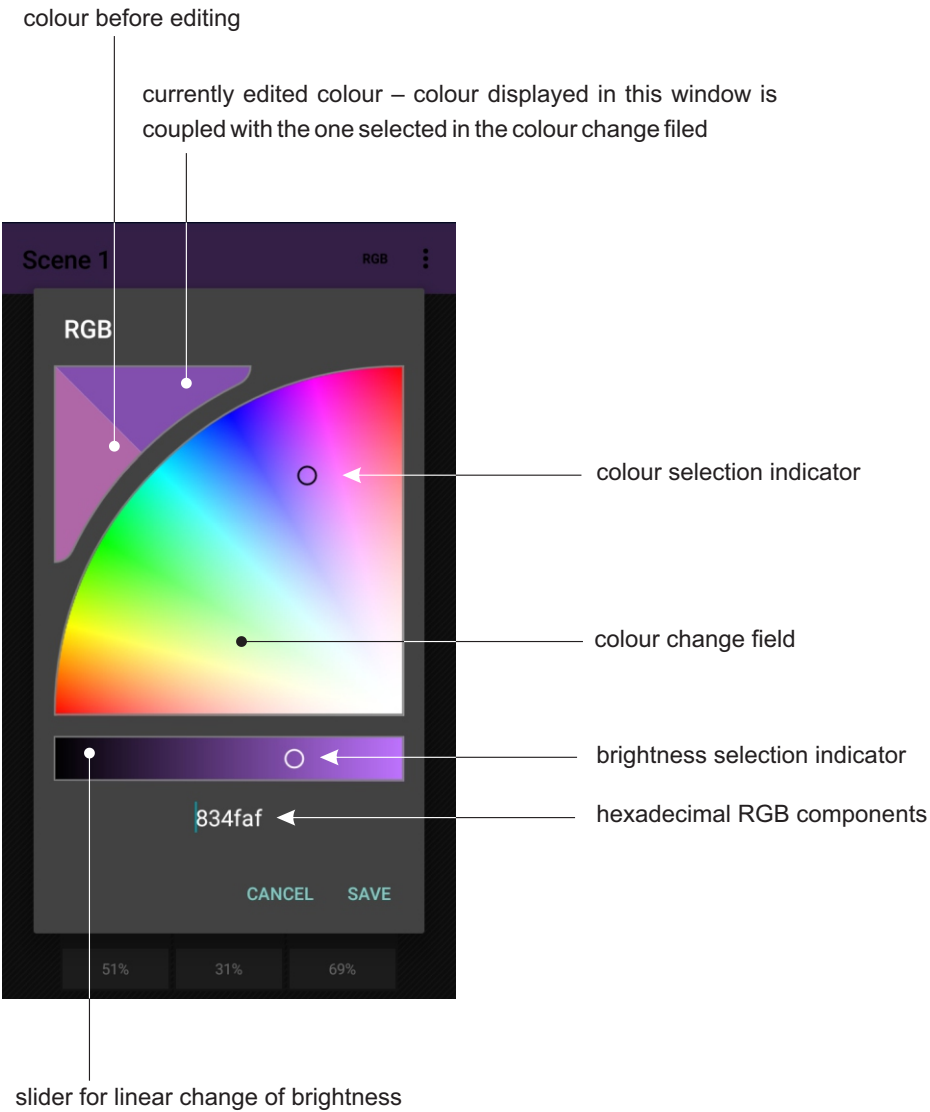 colour before editing
currently edited colour – colour displayed in this window is
coupled with the one selected in the colour change filed
Scene 1
RGB
RGB
colour selection indicator
colour change field
brightness selection indicator
834faf
hexadecimal RGB components
CANCEL SAVE
51% 31% 69%
slider for linear change of brightness